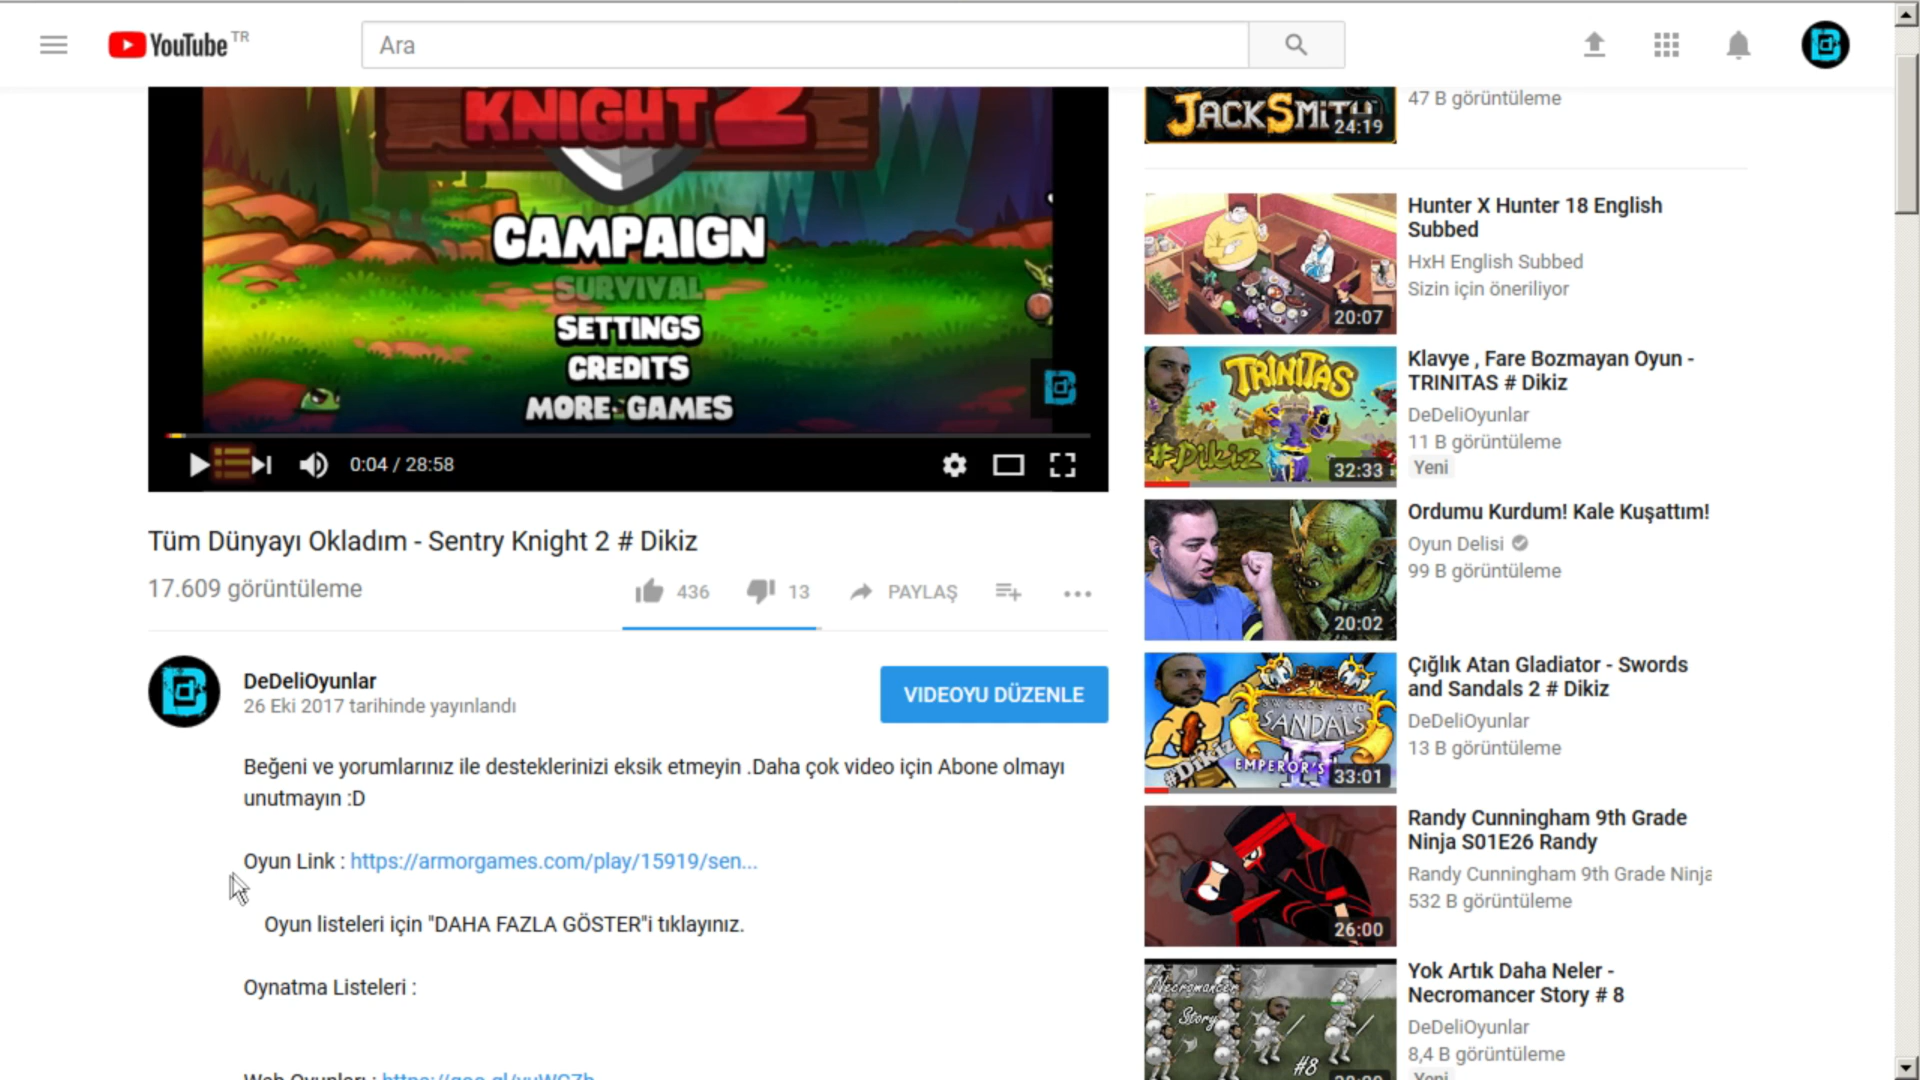 YouTube TR
Ara
KNIGHT 2
CAMPAIGN
SURVIVAL
SETTINGS
CREDITS
MORE GAMES
0:04 / 28:58
Tüm Dünyayı Okladım - Sentry Knight 2 # Dikiz
17.609 görüntüleme
436
13
PAYLAŞ
DeDeliOyunlar
26 Eki 2017 tarihinde yayınlandı
VIDEOYU DÜZENLE
Beğeni ve yorumlarınız ile desteklerinizi eksik etmeyin .Daha çok video için Abone olmayı
unutmayın :D
Oyun Link : https://armorgames.com/play/15919/sen...
Oyun listeleri için "DAHA FAZLA GÖSTER"i tıklayınız.
Oynatma Listeleri :
JACKSMITH
24:19
47 B görüntüleme
20:07
Hunter X Hunter 18 English
Subbed
HxH English Subbed
Sizin için öneriliyor
TRINITAS
#Dikiz
32:33
Klavye , Fare Bozmayan Oyun -
TRINITAS # Dikiz
DeDeliOyunlar
11 B görüntüleme
Yeni
20:02
Ordumu Kurdum! Kale Kuşattım!
Oyun Delisi
99 B görüntüleme
SWORDS AND
SANDALS
II
EMPEROR'S
#Dikiz
33:01
Çığlık Atan Gladiator - Swords
and Sandals 2 # Dikiz
DeDeliOyunlar
13 B görüntüleme
26:00
Randy Cunningham 9th Grade
Ninja S01E26 Randy
Randy Cunningham 9th Grade Ninja
532 B görüntüleme
Necromancer
Story
#8
Yok Artık Daha Neler -
Necromancer Story # 8
DeDeliOyunlar
8,4 B görüntüleme
Yeni